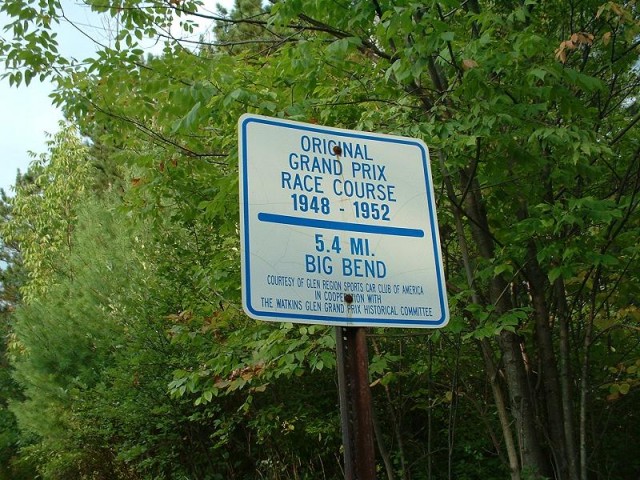 ORIGINAL
GRAND PRIX
RACE COURSE
1948 - 1952
5.4 MI.
BIG BEND
COURTESY OF GLEN REGION SPORTS CAR CLUB OF AMERICA
IN COOPERATION WITH
THE WATKINS GLEN GRAND PRIX HISTORICAL COMMITTEE